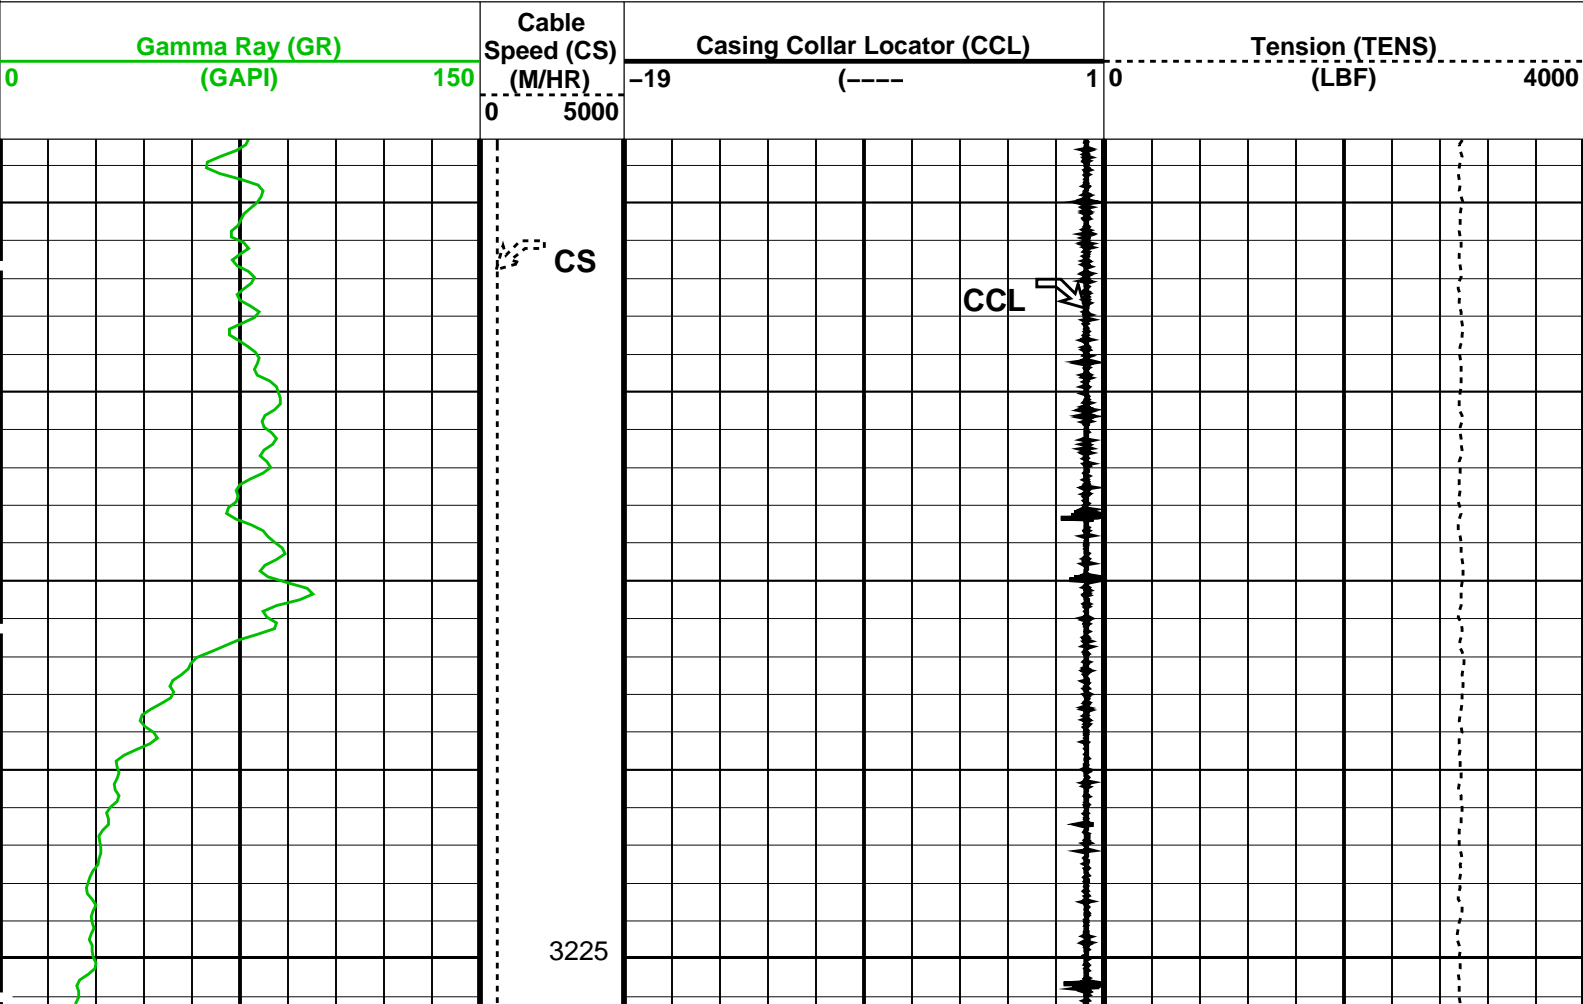 Gamma Ray (GR)
0 (GAPI) 150
Cable
Speed (CS)
(M/HR)
0 5000
Casing Collar Locator (CCL)
−19 (−−−− 1
Tension (TENS)
0 (LBF) 4000
CS
CCL
3225